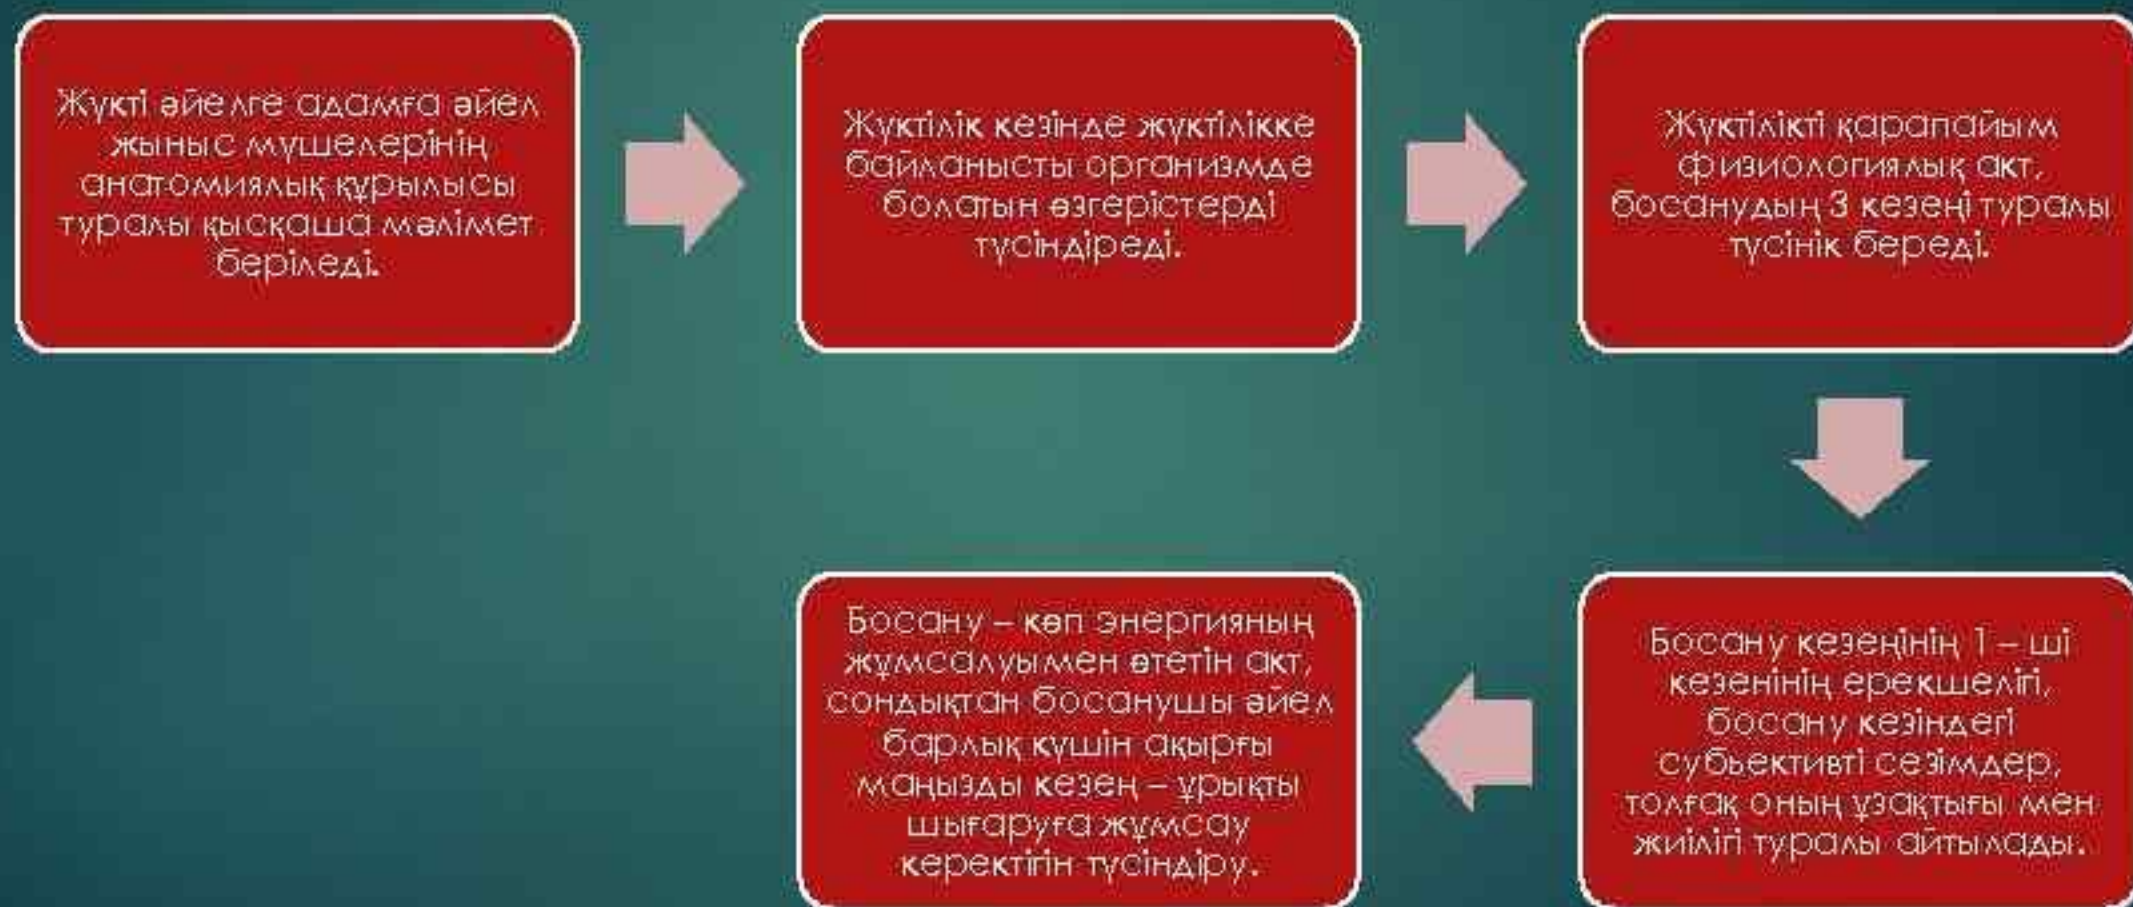 Жүкті әйелге адамға әйел
жыныс мүшелерінің
анатомиялық құрылысы
туралы қысқаша мәлімет
беріледі.
Жүктілік кезінде жүктілікке
байланысты организмде
болатын өзгерістерді
түсіндіреді.
Жүктілікті қарапайым
физиологиялық акт,
босанудың 3 кезеңі туралы
түсінік береді.
Босану кезеңінің 1 – ші
кезенінің ерекшелігі,
босану кезіндегі
субьективті сезімдер,
толғақ оның ұзақтығы мен
жиілігі туралы айтылады.
Босану – көп энергияның
жұмсалуымен өтетін акт,
сондықтан босанушы әйел
барлық күшін ақырғы
маңызды кезең – ұрықты
шығаруға жұмсау
керектігін түсіндіру.